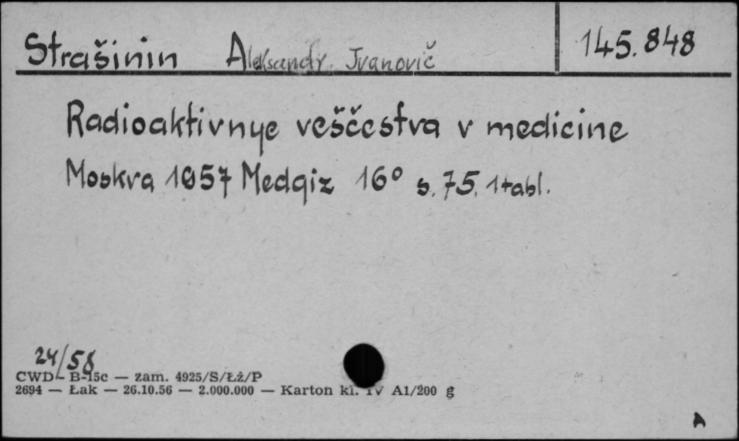 Strašinin Aleksandr Ivanovič 145.848
Radioaktivnye veščestva v medicine
Moskva 1957 Medgiz 16° s. 75. 1 tabl.
24/58
CWD — B-15c — zam. 4925/S/Łż/P
2694 — Łak — 26.10.56 — 2.000.000 — Karton kl. IV A1/200 g
A